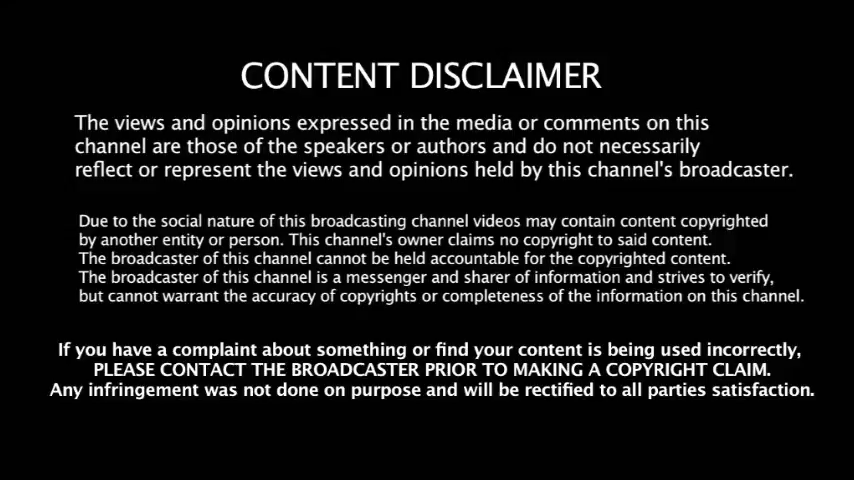 CONTENT DISCLAIMER
The views and opinions expressed in the media or comments on this
channel are those of the speakers or authors and do not necessarily
reflect or represent the views and opinions held by this channel's broadcaster.
Due to the social nature of this broadcasting channel videos may contain content copyrighted
by another entity or person. This channel's owner claims no copyright to said content.
The broadcaster of this channel cannot be held accountable for the copyrighted content.
The broadcaster of this channel is a messenger and sharer of information and strives to verify,
but cannot warrant the accuracy of copyrights or completeness of the information on this channel.
If you have a complaint about something or find your content is being used incorrectly,
PLEASE CONTACT THE BROADCASTER PRIOR TO MAKING A COPYRIGHT CLAIM.
Any infringement was not done on purpose and will be rectified to all parties satisfaction.